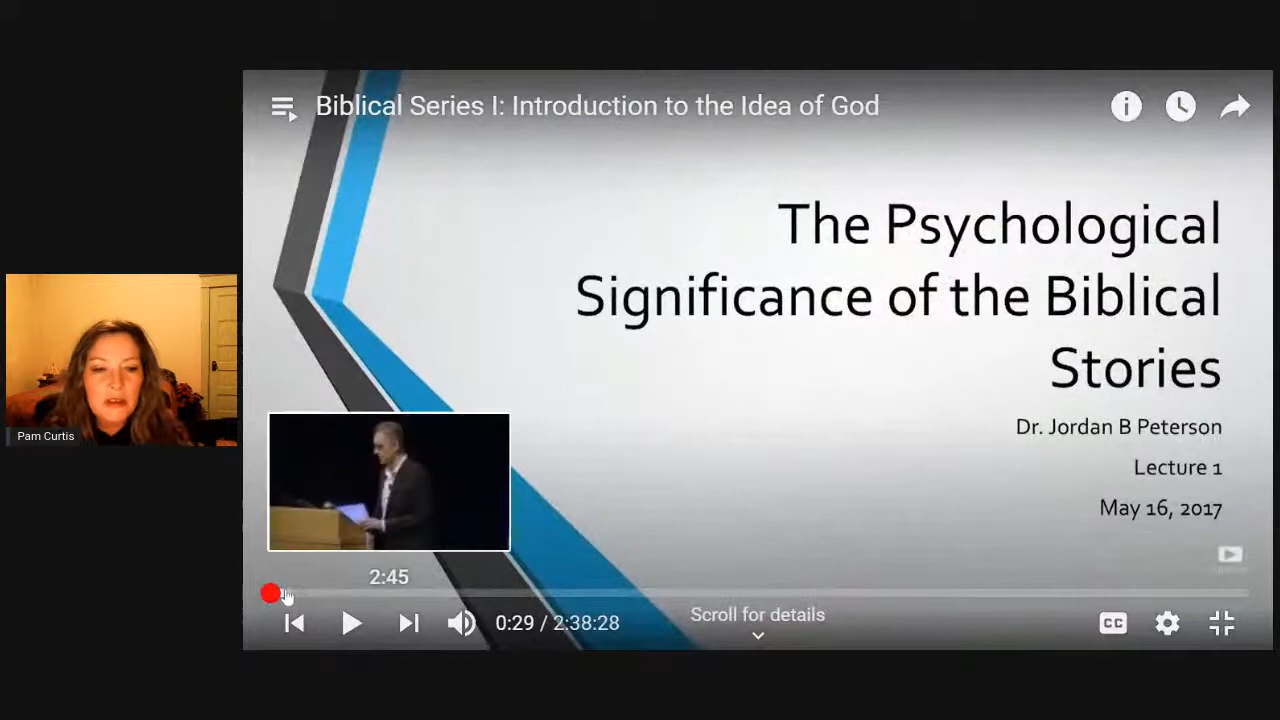 Biblical Series I: Introduction to the Idea of God
The Psychological
Significance of the Biblical
Stories
Dr. Jordan B Peterson
Lecture 1
May 16, 2017
Pam Curtis
2:45
0:29 / 2:38:28
Scroll for details
CC